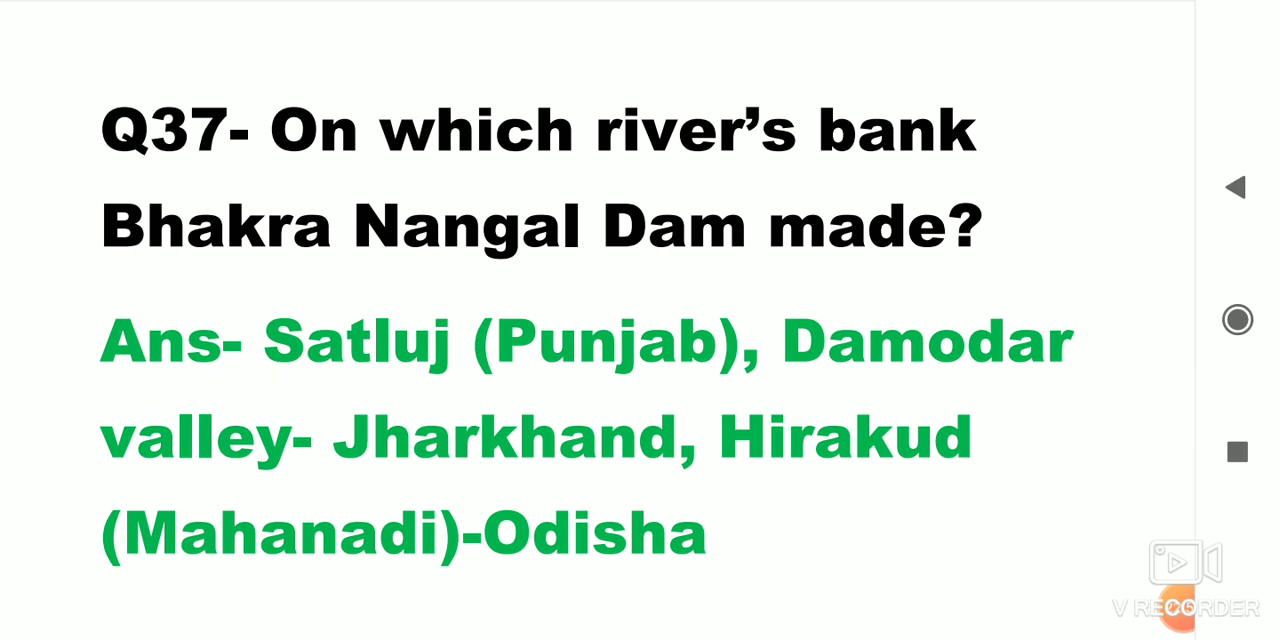 Q37- On which river’s bank
Bhakra Nangal Dam made?
Ans- Satluj (Punjab), Damodar
valley- Jharkhand, Hirakud
(Mahanadi)-Odisha
V RECORDER